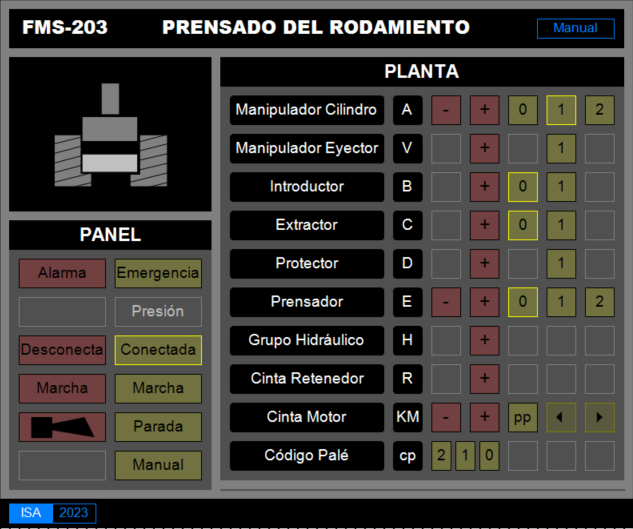 FMS-203 PRENSADO DEL RODAMIENTO Manual
PLANTA
Manipulador Cilindro A - + 0 1 2
Manipulador Eyector V + 1
Introductor B + 0 1
Extractor C + 0 1
Protector D + 1
Prensador E - + 0 1 2
Grupo Hidráulico H +
Cinta Retenedor R +
Cinta Motor KM - + pp
Código Palé cp 2 1 0
PANEL
Alarma Emergencia
Presión
Desconecta Conectada
Marcha Marcha
Parada
Manual
ISA 2023